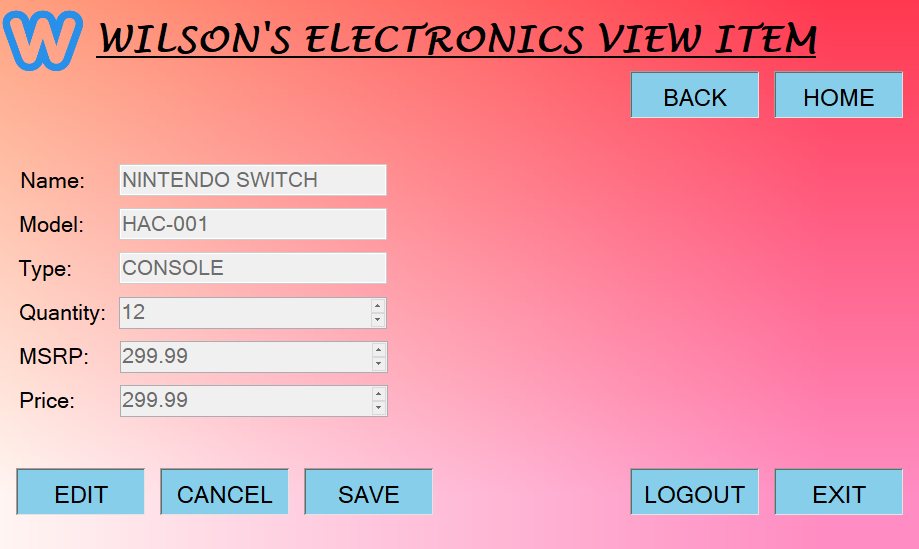 W WILSON'S ELECTRONICS VIEW ITEM
BACK HOME
Name: NINTENDO SWITCH
Model: HAC-001
Type: CONSOLE
Quantity: 12
MSRP: 299.99
Price: 299.99
EDIT CANCEL SAVE LOGOUT EXIT